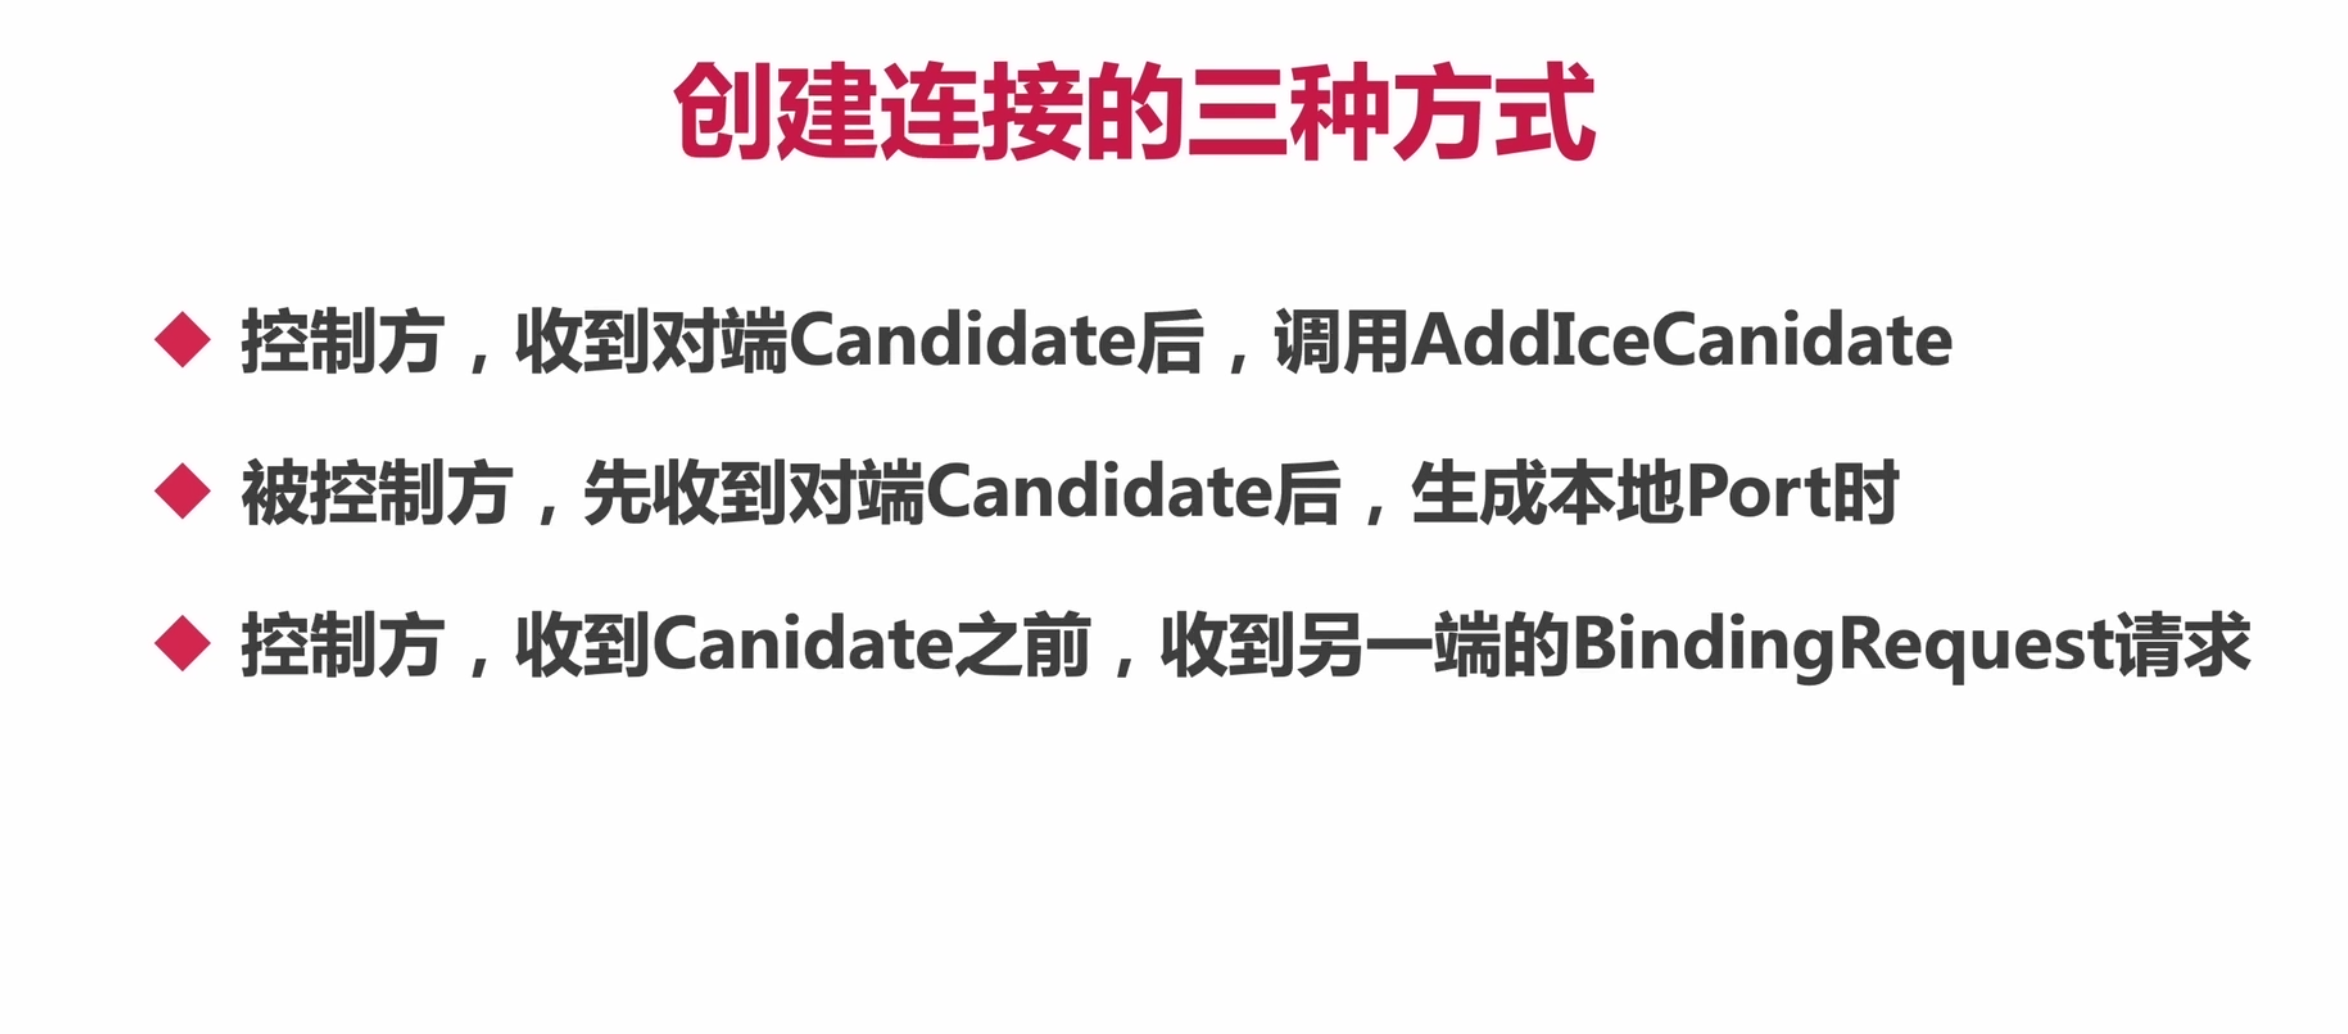 创建连接的三种方式
控制方，收到对端Candidate后，调用AddIceCanidate
被控制方，先收到对端Candidate后，生成本地Port时
控制方，收到Canidate之前，收到另一端的BindingRequest请求